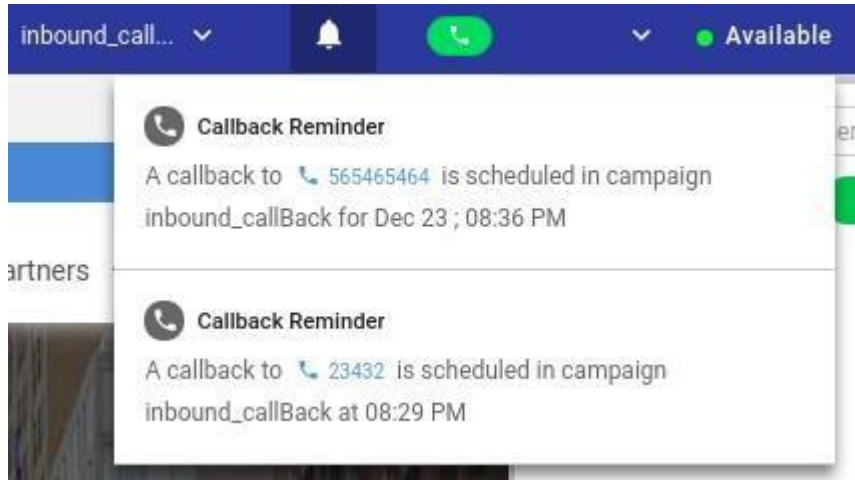 inbound_call...
Available
Callback Reminder
A callback to 565465464 is scheduled in campaign
inbound_callBack for Dec 23 ; 08:36 PM
artners
Callback Reminder
A callback to 23432 is scheduled in campaign
inbound_callBack at 08:29 PM